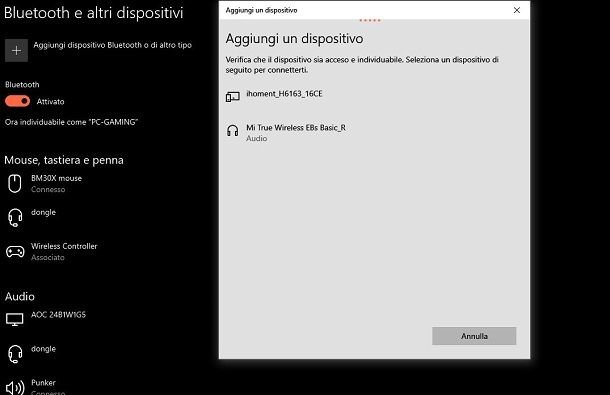 Bluetooth e altri dispositivi
Aggiungi dispositivo Bluetooth o di altro tipo
Bluetooth
Attivato
Ora individuabile come "PC-GAMING"
Mouse, tastiera e penna
BM30X mouse
Connesso
dongle
Wireless Controller
Associato
Audio
AOC 24B1W1G5
dongle
Punker
Connesso
Aggiungi un dispositivo
Aggiungi un dispositivo
Verifica che il dispositivo sia acceso e individuabile. Seleziona un dispositivo di
seguito per connetterti.
ihoment_H6163_16CE
Mi True Wireless EBs Basic_R
Audio
Annulla